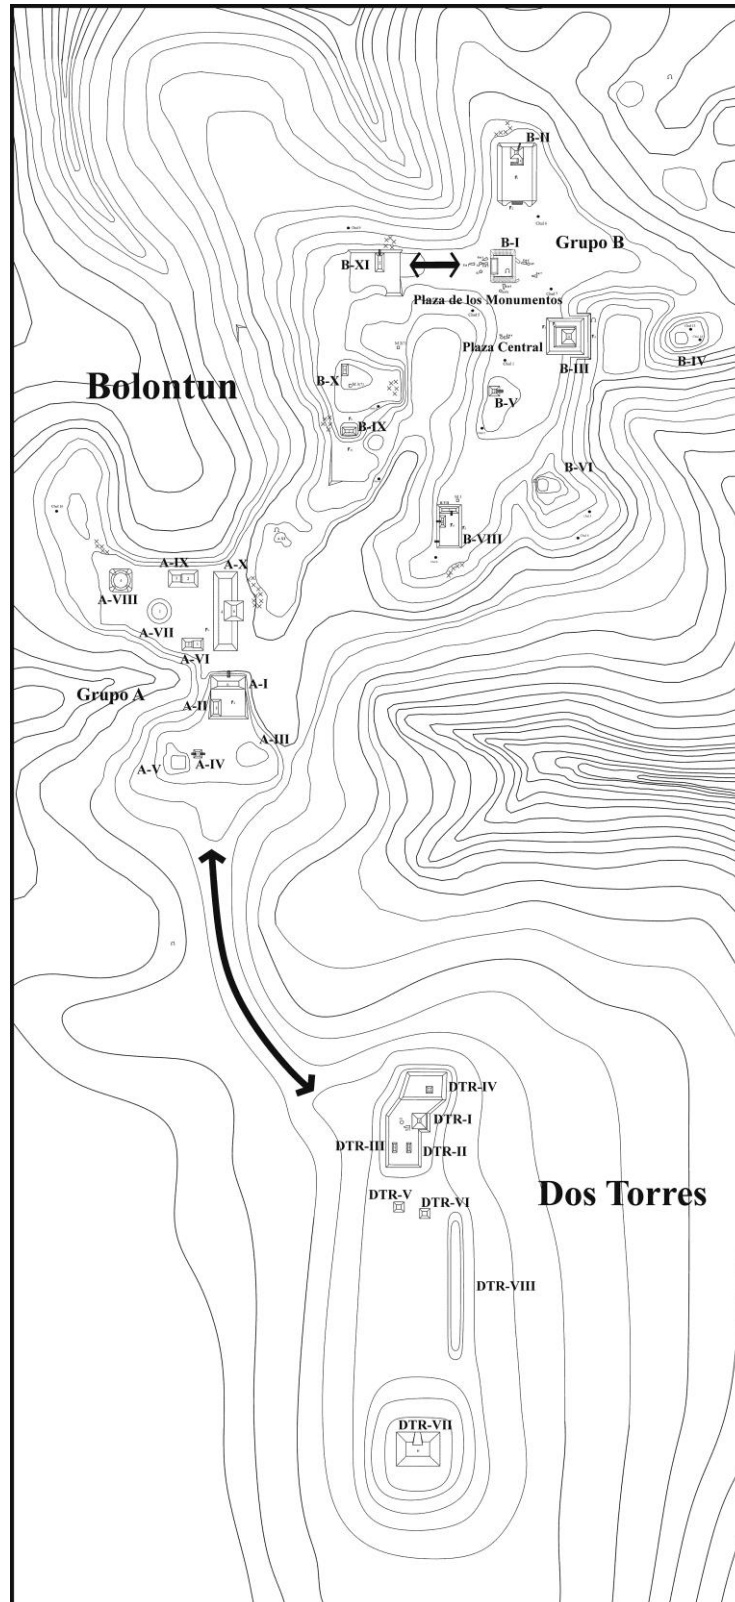 B-II
Grupo B
B-I
B-XI
Plaza de los Monumentos
Plaza Central
B-III
B-IV
Bolontun
B-X
B-V
B-IX
B-VI
B-VIII
A-IX
A-X
A-VIII
A-VII
A-VI
Grupo A
A-I
A-II
A-III
A-V
A-IV
DTR-IV
DTR-I
DTR-III
DTR-II
DTR-V
DTR-VI
Dos Torres
DTR-VIII
DTR-VII